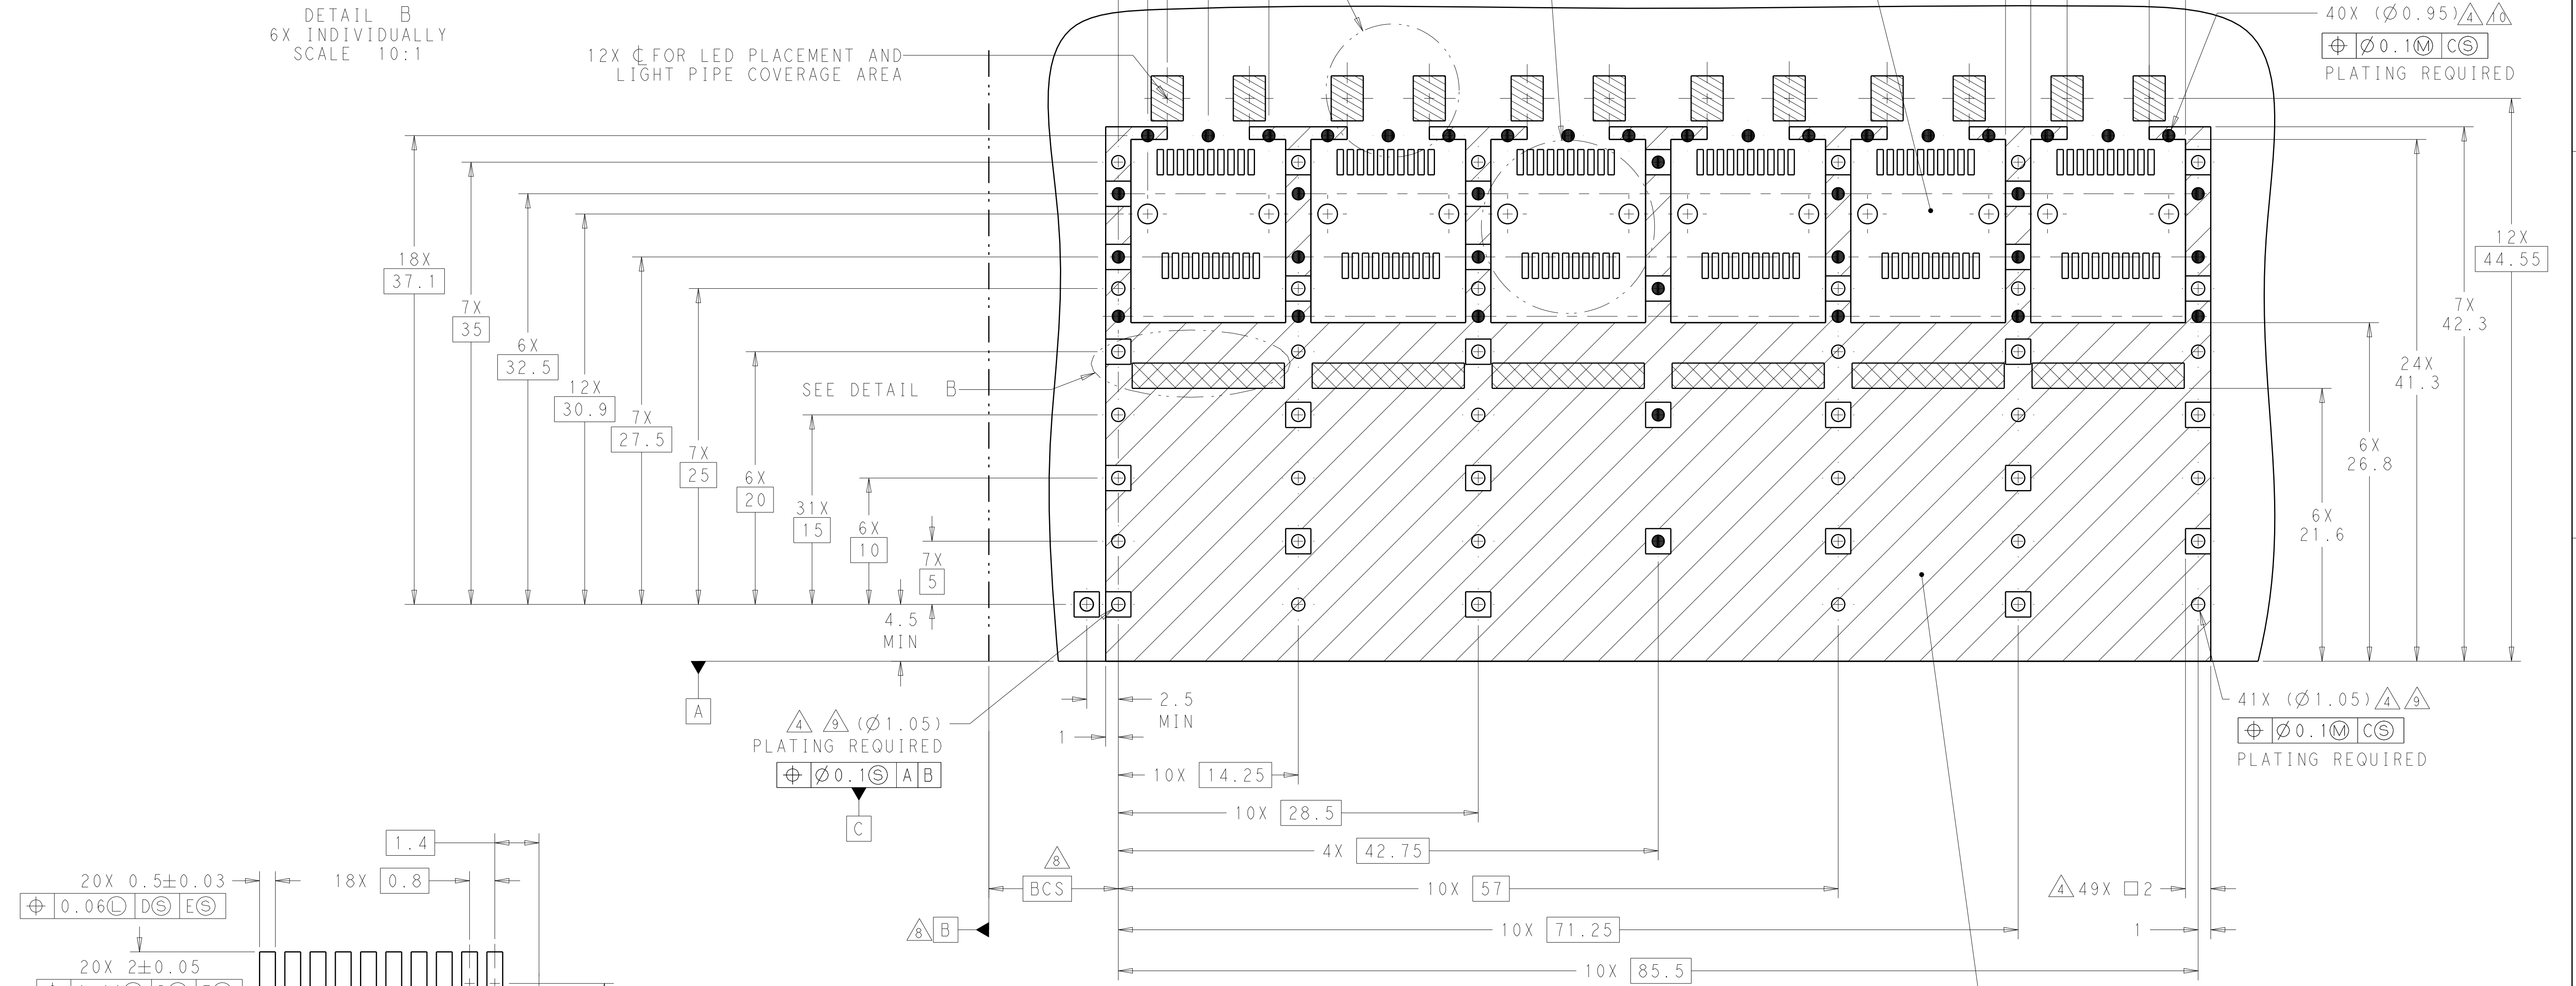 DETAIL B
6X INDIVIDUALLY
SCALE 10:1
12X ℄ FOR LED PLACEMENT AND
LIGHT PIPE COVERAGE AREA
40X (Ø0.95) 4 10
⌖ Ø0.1Ⓜ CⓈ
PLATING REQUIRED
18X
37.1
7X
35
6X
32.5
12X
30.9
7X
27.5
7X
25
6X
20
31X
15
6X
10
7X
5
4.5
MIN
SEE DETAIL B
12X
44.55
7X
42.3
24X
41.3
6X
26.8
6X
21.6
A
4 9 (Ø1.05)
PLATING REQUIRED
⌖ Ø0.1Ⓢ A B
C
2.5
MIN
1
10X 14.25
10X 28.5
4X 42.75
8
BCS
10X 57
8 B
10X 71.25
10X 85.5
41X (Ø1.05) 4 9
⌖ Ø0.1Ⓜ CⓈ
PLATING REQUIRED
4 49X □2
1
1.4
20X 0.5±0.03
18X 0.8
⌖ 0.06Ⓛ DⓈ EⓈ
20X 2±0.05